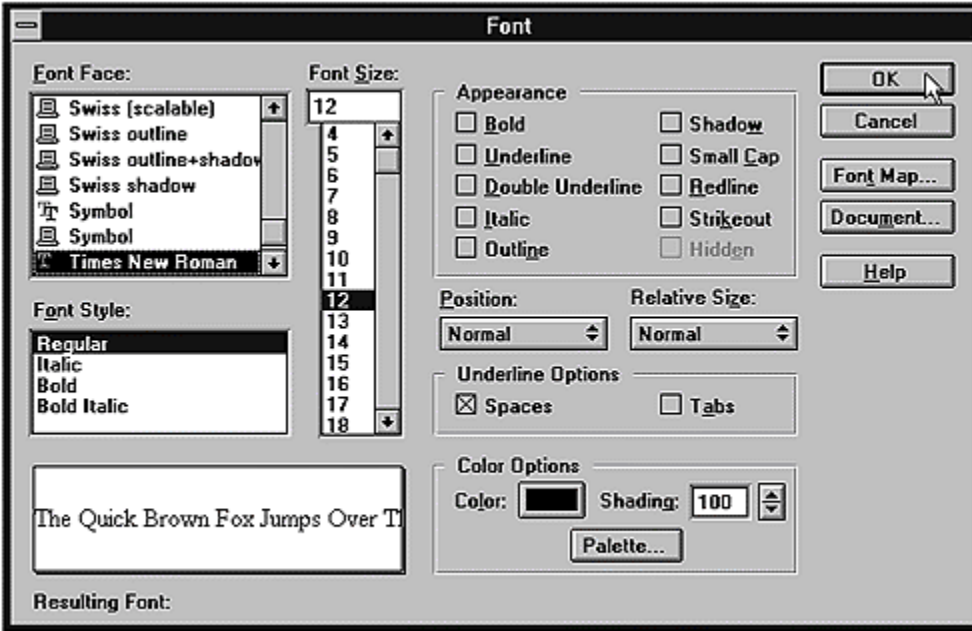 Font
Font Face:
Swiss (scalable)
Swiss outline
Swiss outline+shadow
Swiss shadow
Symbol
Symbol
Times New Roman
Font Style:
Regular
Italic
Bold
Bold Italic
The Quick Brown Fox Jumps Over T
Resulting Font:
Font Size:
12
4
5
6
7
8
9
10
11
12
13
14
15
16
17
18
Appearance
Bold
Underline
Double Underline
Italic
Outline
Shadow
Small Cap
Redline
Strikeout
Hidden
Position:
Normal
Relative Size:
Normal
Underline Options
Spaces
Tabs
Color Options
Color:
Shading: 100
Palette...
OK
Cancel
Font Map...
Document...
Help